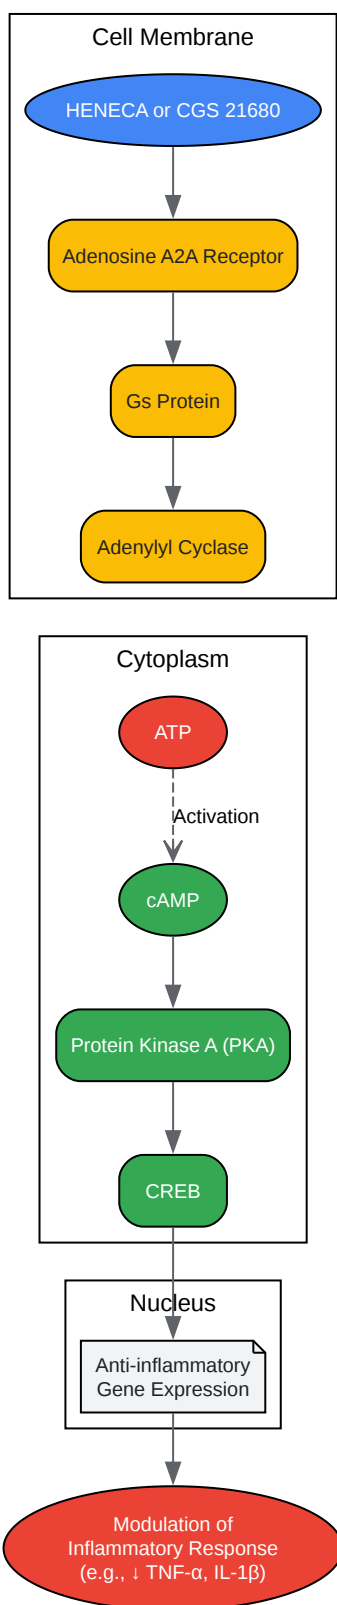 Cell Membrane
HENECA or CGS 21680
Adenosine A2A Receptor
Gs Protein
Adenylyl Cyclase
Cytoplasm
ATP
Activation
cAMP
Protein Kinase A (PKA)
CREB
Nucleus
Anti-inflammatory
Gene Expression
Modulation of
Inflammatory Response
(e.g., ↓ TNF-α, IL-1β)